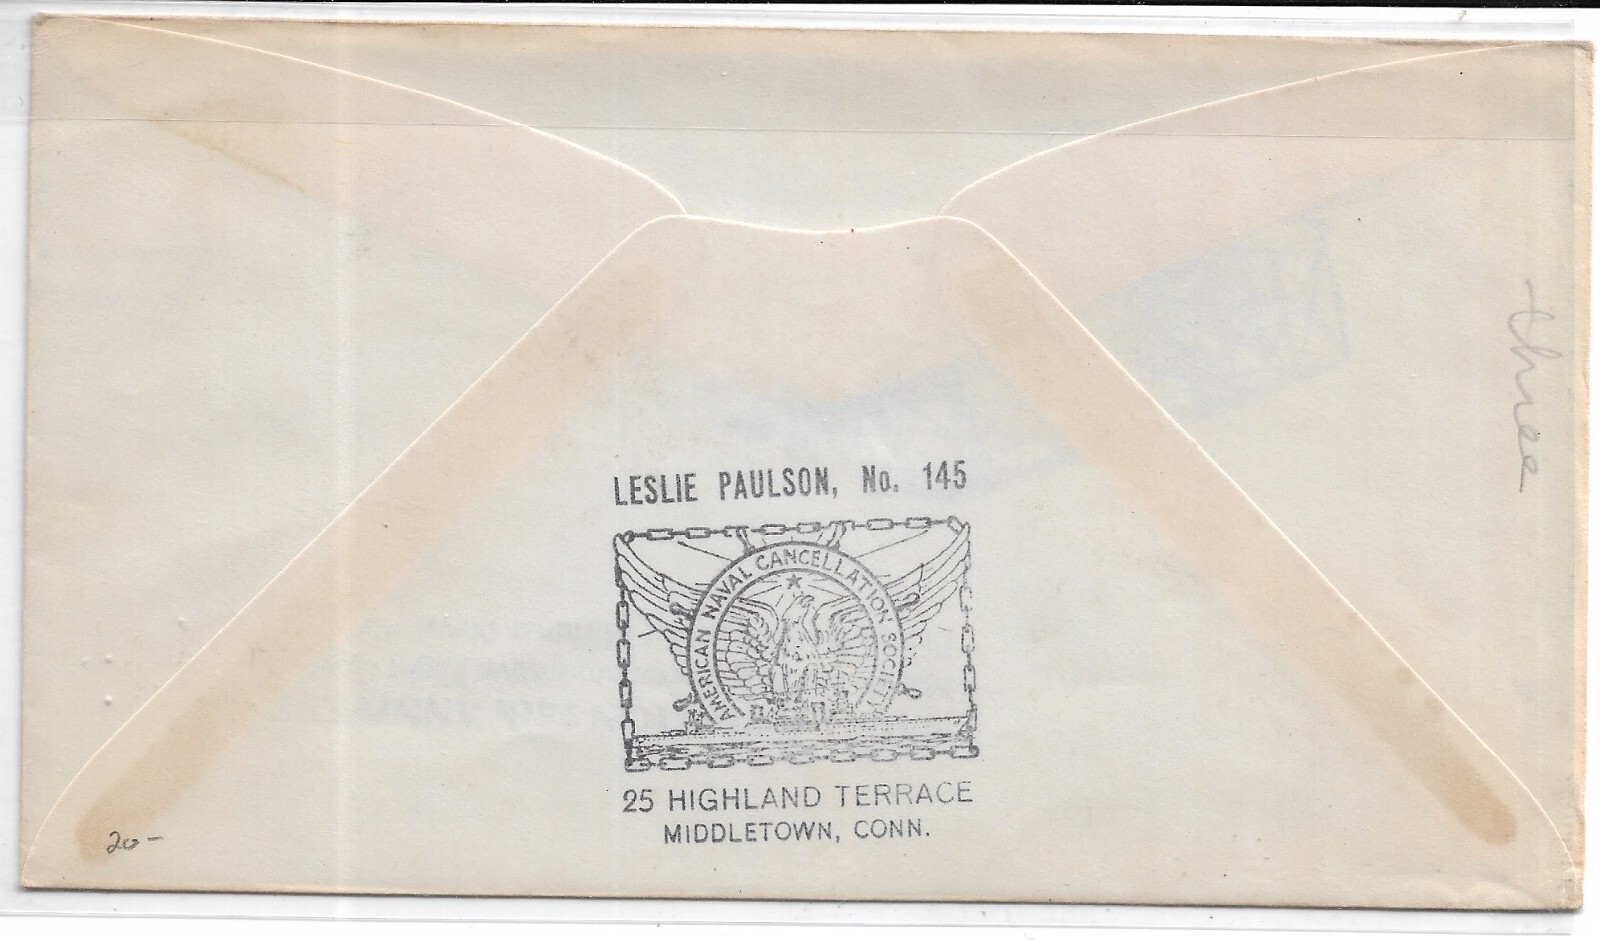 LESLIE PAULSON, No. 145
AMERICAN NAVAL CANCELLATION SOCIETY
25 HIGHLAND TERRACE
MIDDLETOWN, CONN.
three
20-